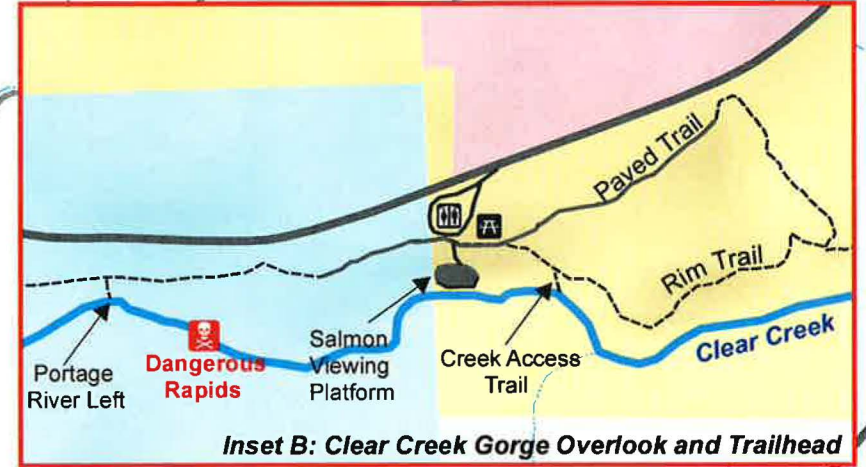 Paved Trail
Rim Trail
Clear Creek
Creek Access
Trail
Salmon
Viewing
Platform
Dangerous
Rapids
Portage
River Left
Inset B: Clear Creek Gorge Overlook and Trailhead